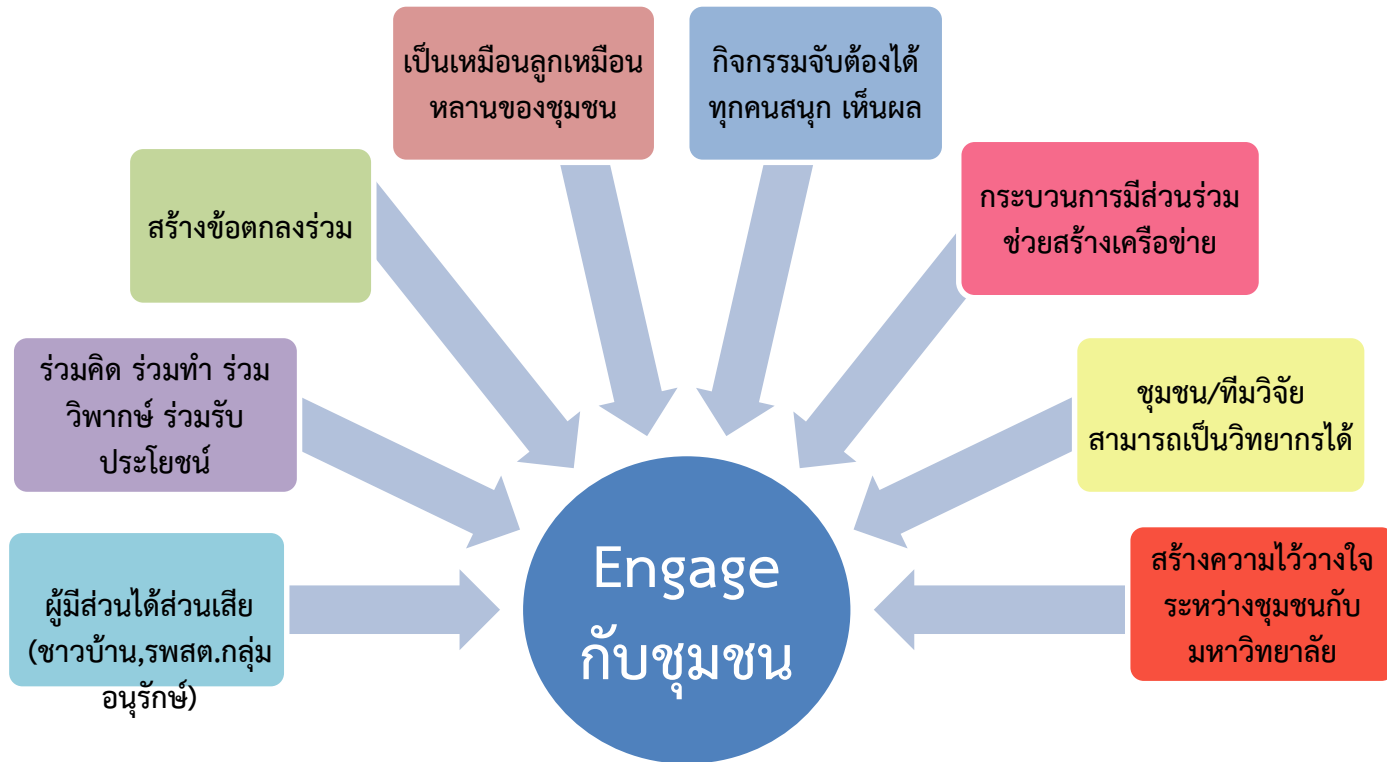 เป็นเหมือนลูกเหมือน
หลานของชุมชน
กิจกรรมจับต้องได้
ทุกคนสนุก เห็นผล
สร้างข้อตกลงร่วม
กระบวนการมีส่วนร่วม
ช่วยสร้างเครือข่าย
ร่วมคิด ร่วมทำ ร่วม
วิพากษ์ ร่วมรับ
ประโยชน์
ชุมชน/ทีมวิจัย
สามารถเป็นวิทยากรได้
ผู้มีส่วนได้ส่วนเสีย
(ชาวบ้าน,รพสต.กลุ่ม
อนุรักษ์)
Engage
กับชุมชน
สร้างความไว้วางใจ
ระหว่างชุมชนกับ
มหาวิทยาลัย